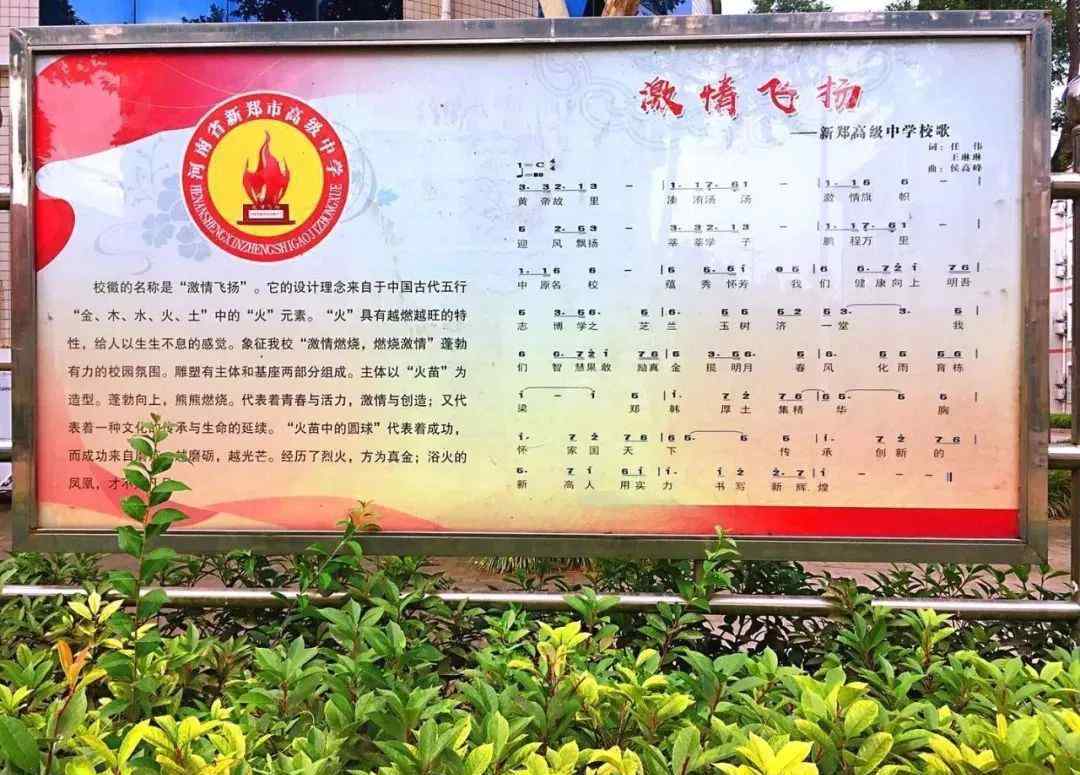 河南省新郑市高级中学
HENANSHENGXINZHENGSHIGAOJIZHONGXUE
校徽的名称是“激情飞扬”。它的设计理念来自于中国古代五行
“金、木、水、火、土”中的“火”元素。“火”具有越燃越旺的特
性，给人以生生不息的感觉。象征我校“激情燃烧，燃烧激情”蓬勃
有力的校园氛围。雕塑有主体和基座两部分组成。主体以“火苗”为
造型。蓬勃向上，熊熊燃烧。代表着青春与活力，激情与创造；又代
表着一种文化的传承与生命的延续。“火苗中的圆球”代表着成功，
而成功来自磨 越磨砺，越光芒。经历了烈火，方为真金；浴火的
凤凰，才不
激情飞扬
——新郑高级中学校歌
词：任 伟
王琳琳
曲：侯高峰
1=C 4/4
黄 帝故 里 溱 洧汤 汤 激 情旗 帜
迎 风飘扬 莘 莘学 子 鹏 程万 里
中 原名 校 蕴 秀怀芳 我 们 健康向上 明吾
志 博学之 芝 兰 玉树 济 一堂 我
们 智 慧果敢 励真金 揽明月 春 风 化雨 育栋
梁 郑 韩 厚土 集精 华 胸
怀 家国 天下 传 承 创新的
新 高人 用实力 书写 新辉煌